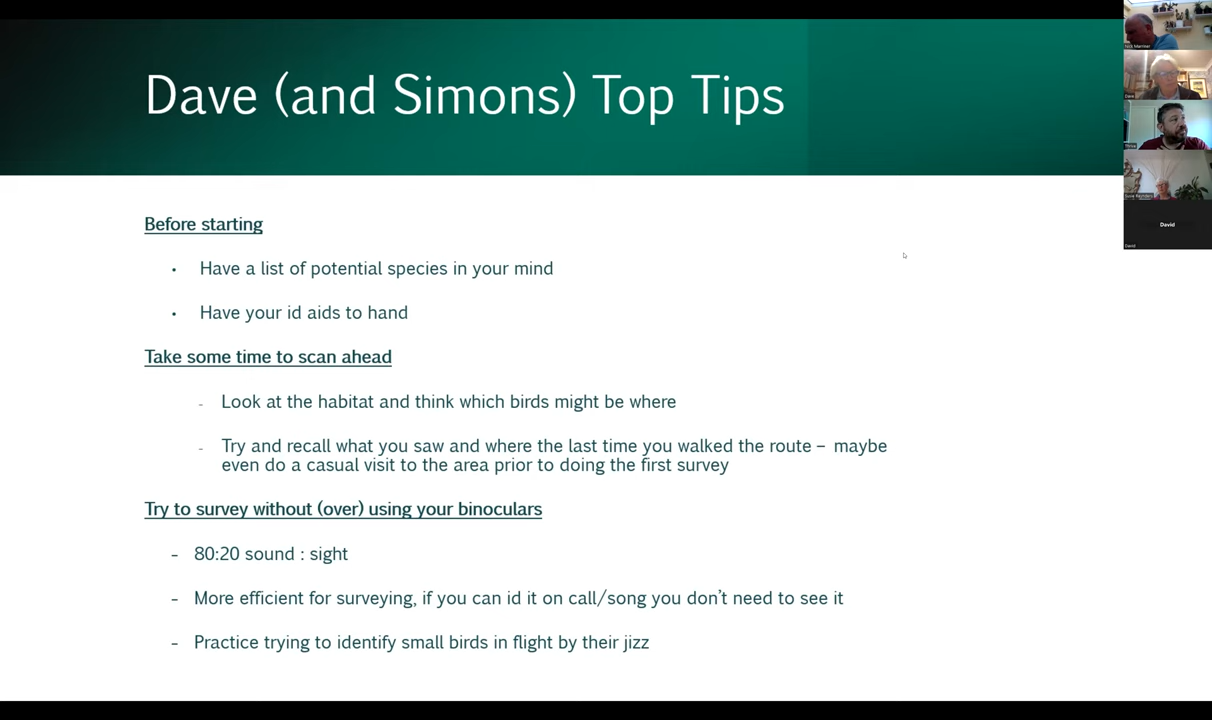 Dave (and Simons) Top Tips
Before starting
• Have a list of potential species in your mind
• Have your id aids to hand
Take some time to scan ahead
- Look at the habitat and think which birds might be where
- Try and recall what you saw and where the last time you walked the route – maybe
even do a casual visit to the area prior to doing the first survey
Try to survey without (over) using your binoculars
- 80:20 sound : sight
- More efficient for surveying, if you can id it on call/song you don’t need to see it
- Practice trying to identify small birds in flight by their jizz
Dave
David
David